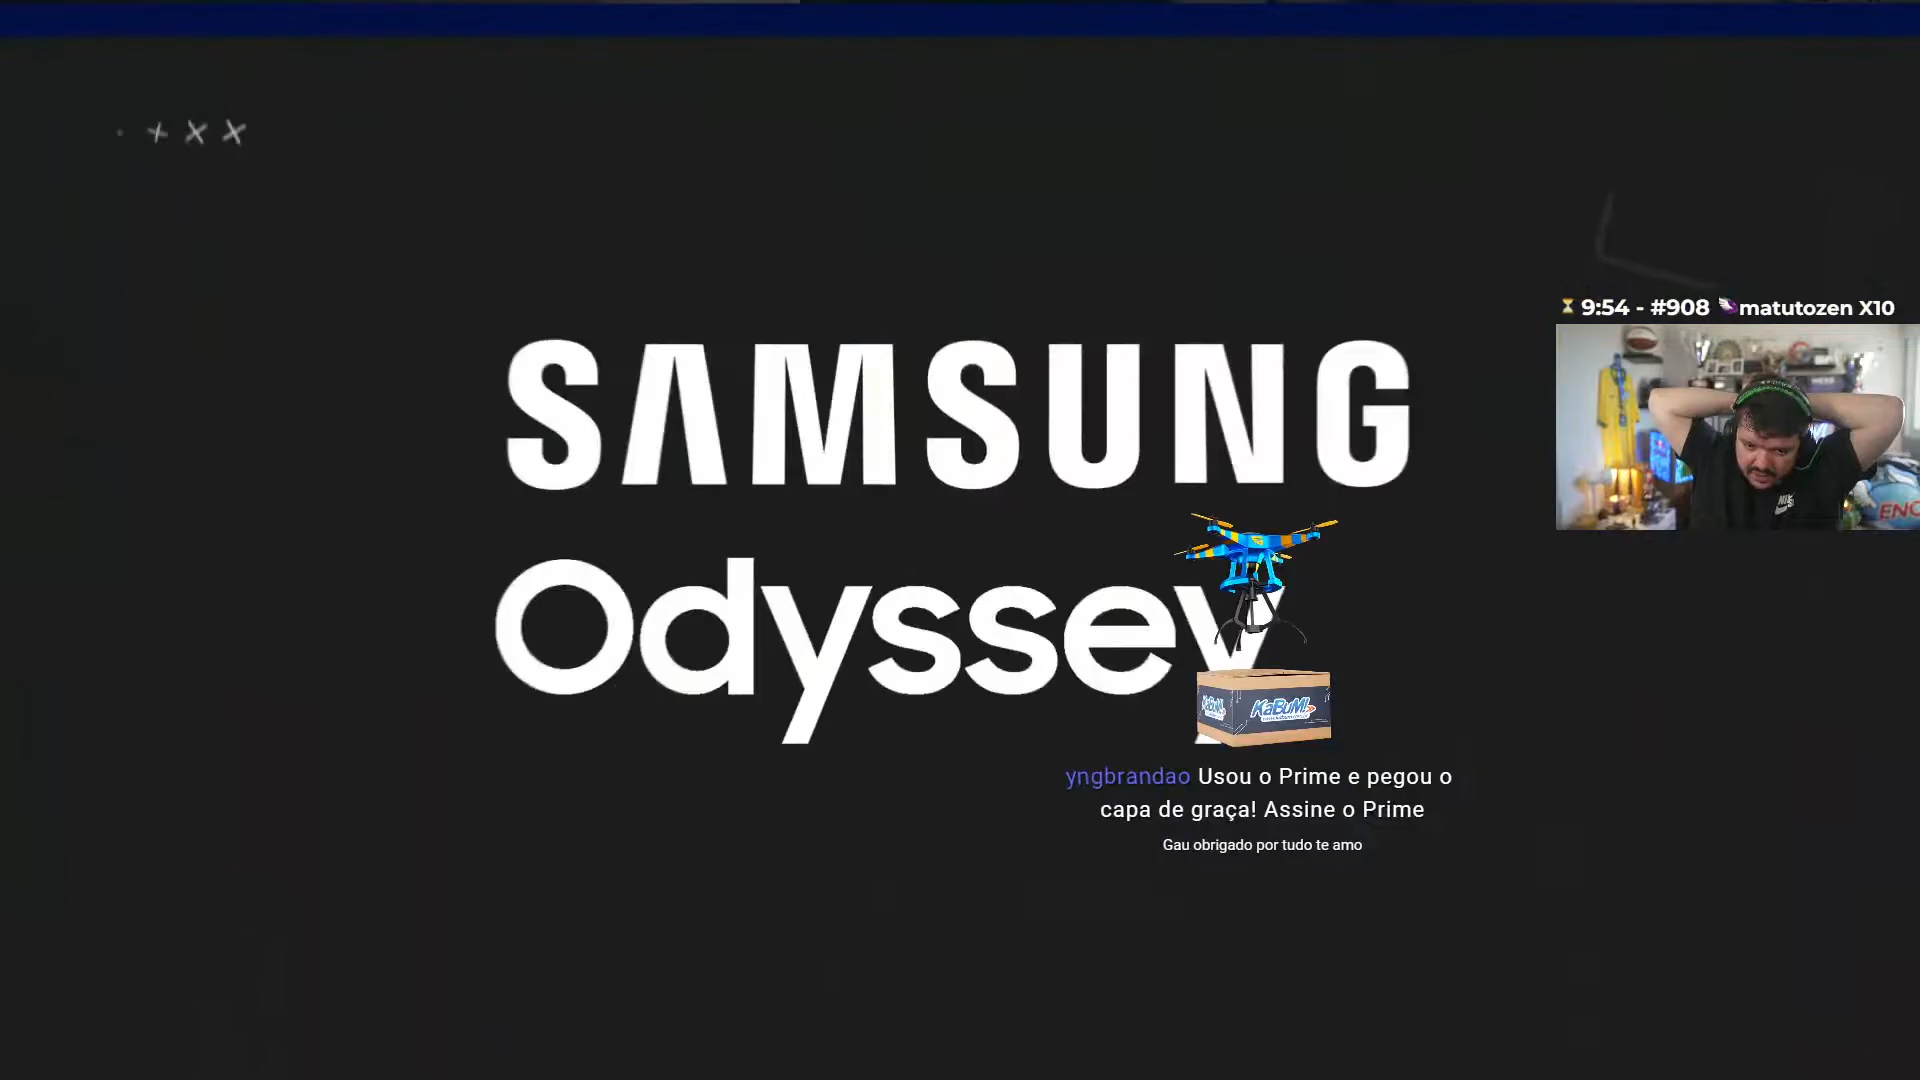 9:54 - #908 matutozen X10
SAMSUNG
Odyssey
KaBuM!
yngbrandao Usou o Prime e pegou o
capa de graça! Assine o Prime
Gau obrigado por tudo te amo